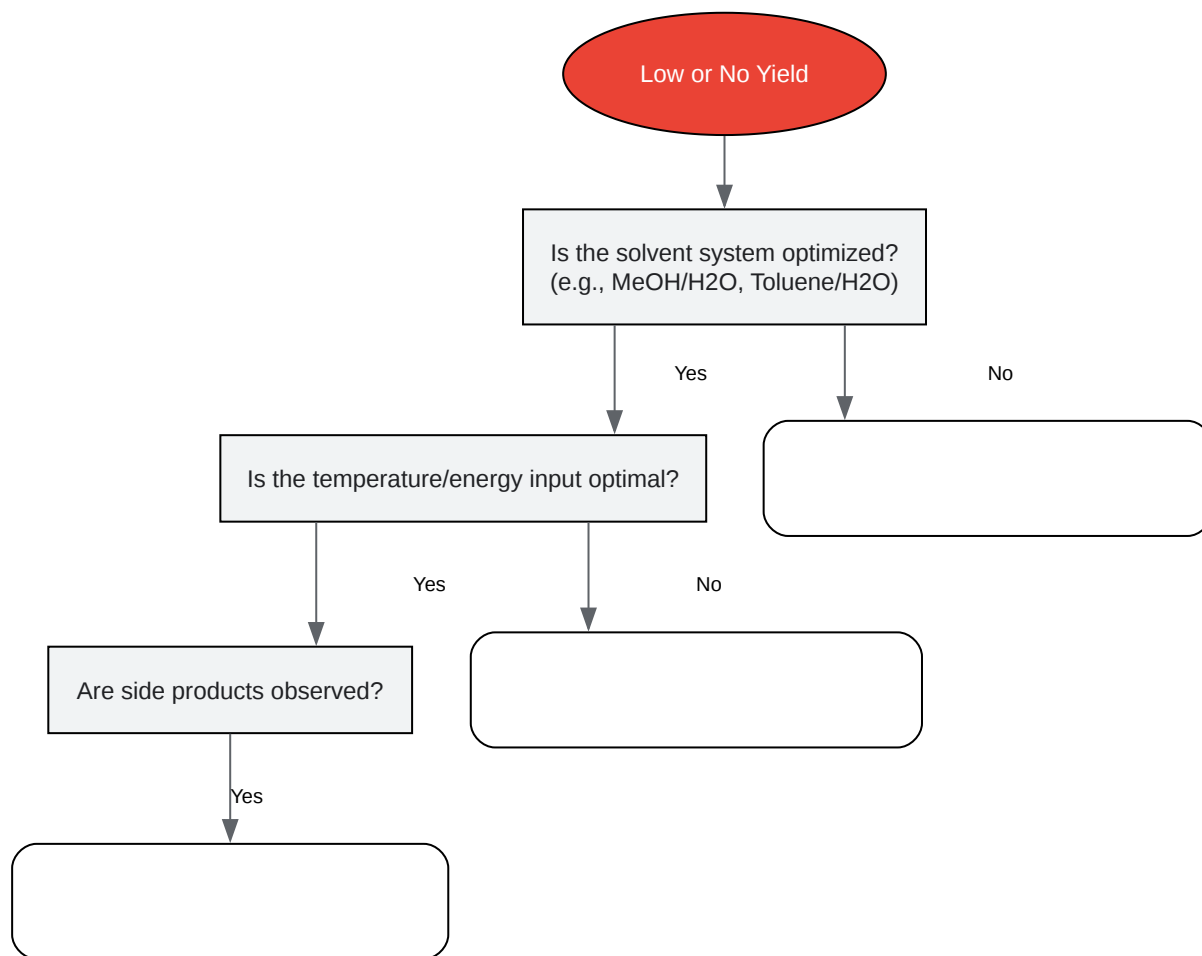 Low or No Yield
Is the solvent system optimized?
(e.g., MeOH/H2O, Toluene/H2O)
Yes
No
Is the temperature/energy input optimal?
Yes
No
Are side products observed?
Yes